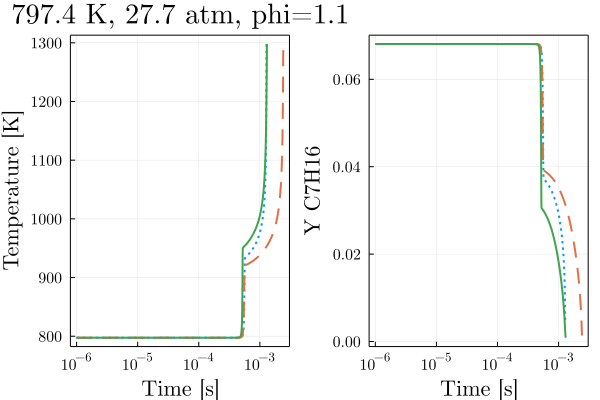 797.4 K, 27.7 atm, phi=1.1
Temperature [K]
1300
1200
1100
1000
900
800
10⁻⁶ 10⁻⁵ 10⁻⁴ 10⁻³
Time [s]
Y C7H16
0.06
0.04
0.02
0.00
10⁻⁶ 10⁻⁵ 10⁻⁴ 10⁻³
Time [s]